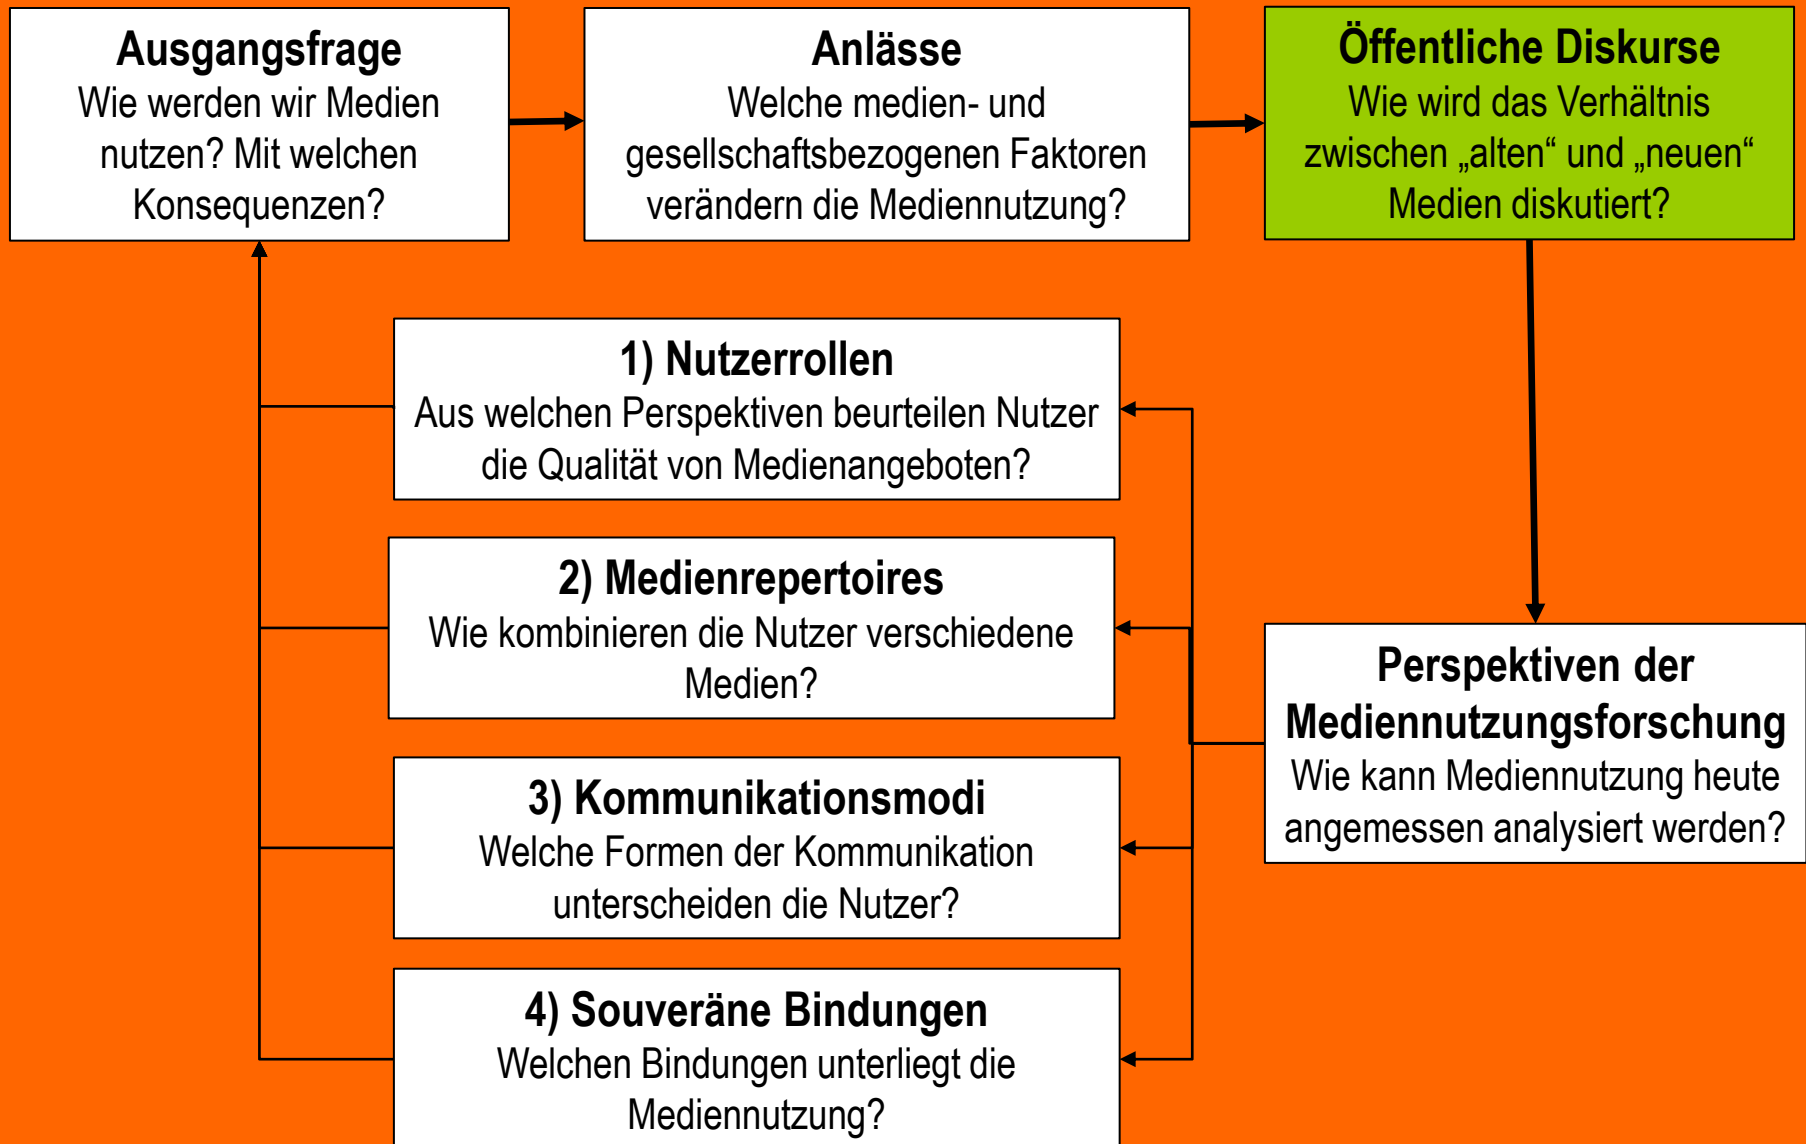 Ausgangsfrage
Wie werden wir Medien
nutzen? Mit welchen
Konsequenzen?
Anlässe
Welche medien- und
gesellschaftsbezogenen Faktoren
verändern die Mediennutzung?
Öffentliche Diskurse
Wie wird das Verhältnis
zwischen „alten“ und „neuen“
Medien diskutiert?
1) Nutzerrollen
Aus welchen Perspektiven beurteilen Nutzer
die Qualität von Medienangeboten?
2) Medienrepertoires
Wie kombinieren die Nutzer verschiedene
Medien?
3) Kommunikationsmodi
Welche Formen der Kommunikation
unterscheiden die Nutzer?
4) Souveräne Bindungen
Welchen Bindungen unterliegt die
Mediennutzung?
Perspektiven der
Mediennutzungsforschung
Wie kann Mediennutzung heute
angemessen analysiert werden?